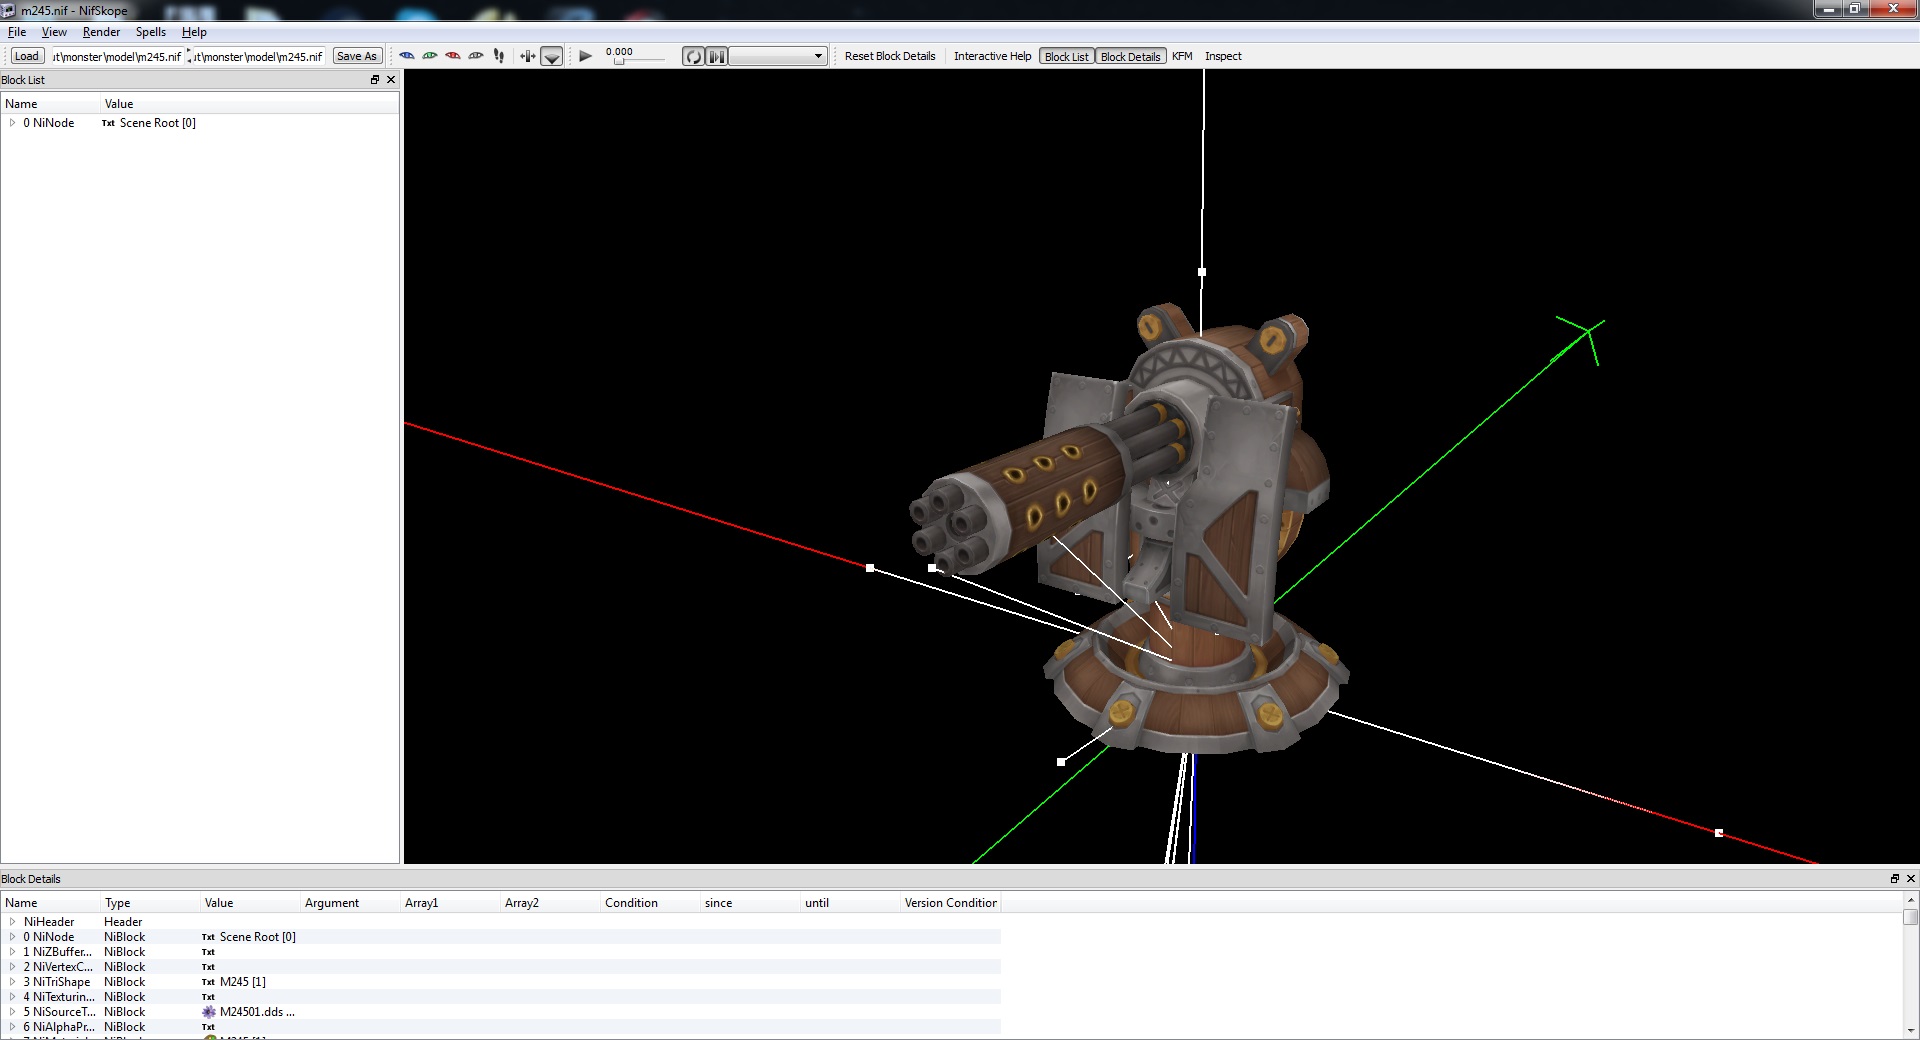 m245.nif - NifSkope
File View Render Spells Help
Load ut\monster\model\m245.nif ut\monster\model\m245.nif Save As 0.000 Reset Block Details Interactive Help Block List Block Details KFM Inspect
Block List
Name Value
0 NiNode Txt Scene Root [0]
Block Details
Name Type Value Argument Array1 Array2 Condition since until Version Condition
NiHeader Header
0 NiNode NiBlock Txt Scene Root [0]
1 NiZBuffer... NiBlock Txt
2 NiVertexC... NiBlock Txt
3 NiTriShape NiBlock Txt M245 [1]
4 NiTexturin... NiBlock Txt
5 NiSourceT... NiBlock M24501.dds ...
6 NiAlphaPr... NiBlock Txt